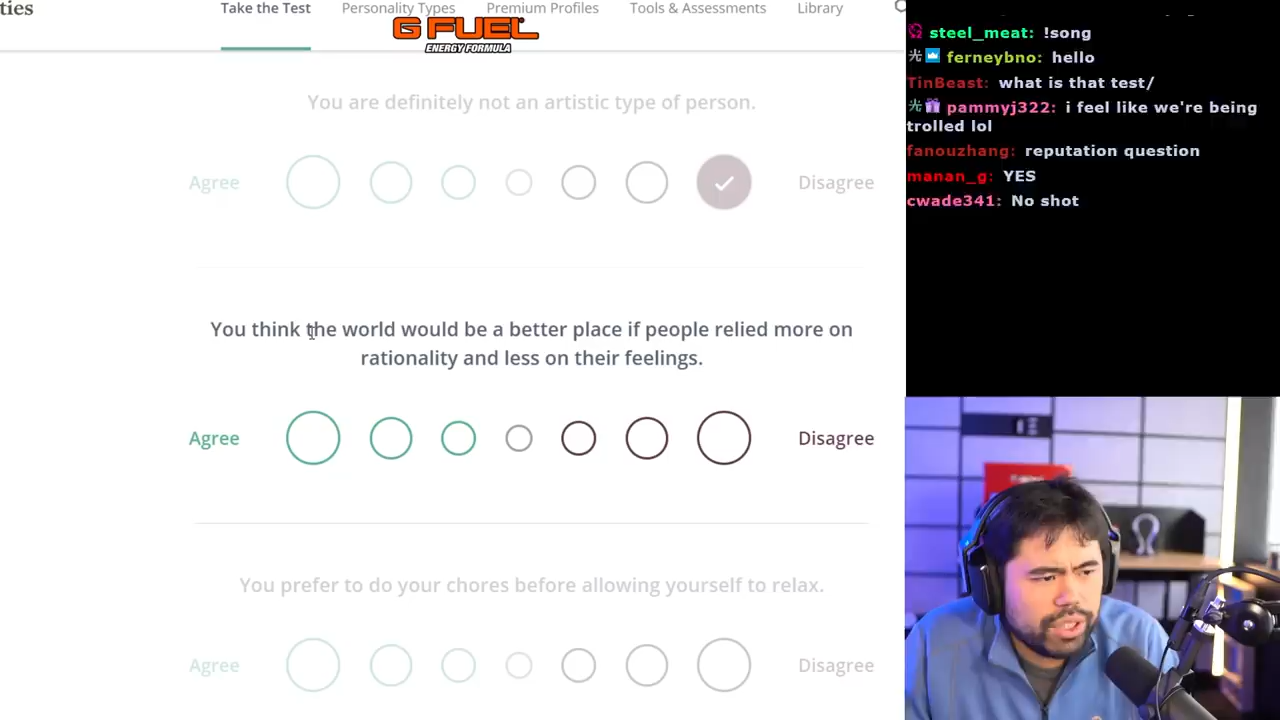 ties
Take the Test
Personality Types
Premium Profiles
Tools & Assessments
Library
G FUEL
ENERGY FORMULA
You are definitely not an artistic type of person.
Agree
Disagree
You think the world would be a better place if people relied more on
rationality and less on their feelings.
Agree
Disagree
You prefer to do your chores before allowing yourself to relax.
Agree
Disagree
steel_meat: !song
光 ferneybno: hello
TinBeast: what is that test/
光 pammyj322: i feel like we're being
trolled lol
fanouzhang: reputation question
manan_g: YES
cwade341: No shot